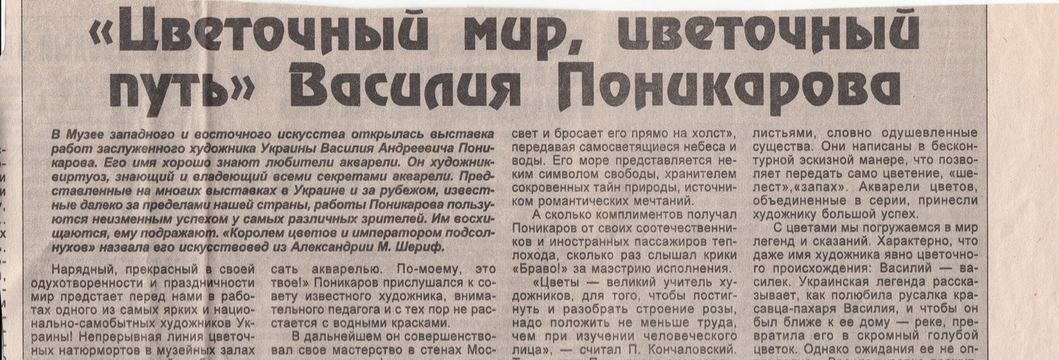 «Цветочный мир, цветочный
путь» Василия Поникарова
В Музее западного и восточного искусства открылась выставка
работ заслуженного художника Украины Василия Андреевича Пони-
карова. Его имя хорошо знают любители акварели. Он художник-
виртуоз, знающий и владеющий всеми секретами акварели. Пред-
ставленные на многих выставках в Украине и за рубежом, извест-
ные далеко за пределами нашей страны, работы Поникарова пользу-
ются неизменным успехом у самых различных зрителей. Им восхи-
щаются, ему подражают. «Королем цветов и императором подсол-
нухов» назвала его искусствовед из Александрии М. Шериф.
Нарядный, прекрасный в своей
одухотворенности и праздничности
мир предстает перед нами в рабо-
тах одного из самых ярких и нацио-
нально-самобытных художников Ук-
раины! Непрерывная линия цветоч-
ных натюрмортов в музейных залах
сать акварелью. По-моему, это
твое!» Поникаров прислушался к со-
вету известного художника, внима-
тельного педагога и с тех пор не рас-
стается с водными красками.
В дальнейшем он совершенство-
вал свое мастерство в стенах Мос-
свет и бросает его прямо на холст»,
передавая самосветящиеся небеса и
воды. Его море представляется не-
ким символом свободы, хранителем
сокровенных тайн природы, источни-
ком романтических мечтаний.
А сколько комплиментов получал
Поникаров от своих соотечественни-
ков и иностранных пассажиров теп-
лохода, сколько раз слышал крики
«Браво!» за маэстрию исполнения.
«Цветы — великий учитель ху-
дожников, для того, чтобы постиг-
нуть и разобрать строение розы,
надо положить не меньше труда,
чем при изучении человеческого
лица», — считал П. Кончаловский.
листьями, словно одушевленные
существа. Они написаны в бескон-
турной эскизной манере, что позво-
ляет передать само цветение, «ше-
лест»,«запах». Акварели цветов,
объединенные в серии, принесли
художнику большой успех.
С цветами мы погружаемся в мир
легенд и сказаний. Характерно, что
даже имя художника явно цветочно-
го происхождения: Василий — ва-
силек. Украинская легенда расска-
зывает, как полюбила русалка кра-
савца-пахаря Василия, и чтобы он
был ближе к ее дому — реке, пре-
вратила его в скромный голубой
цветок. Однако ожидания ее не оп-